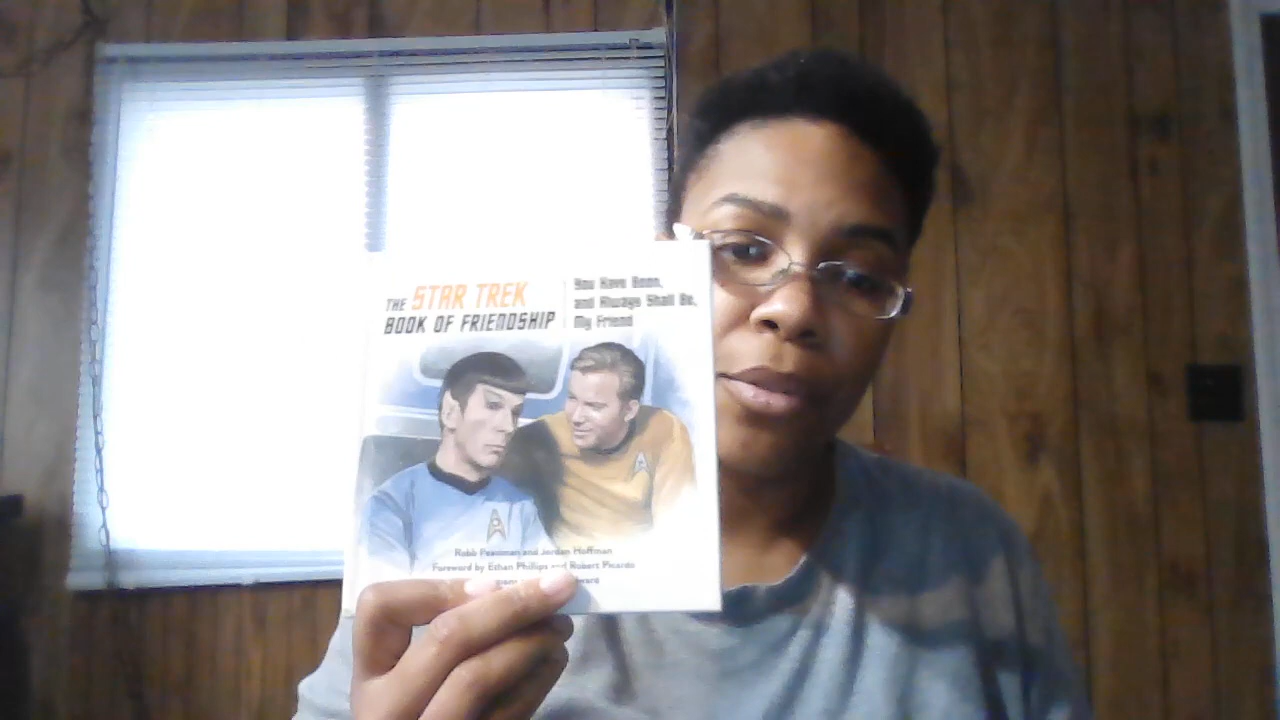 THE STAR TREK
BOOK OF FRIENDSHIP
You Have Been,
and Always Shall Be,
My Friend
Robb Pearlman and Jordan Hoffman
Foreword by Ethan Phillips and Robert Picardo